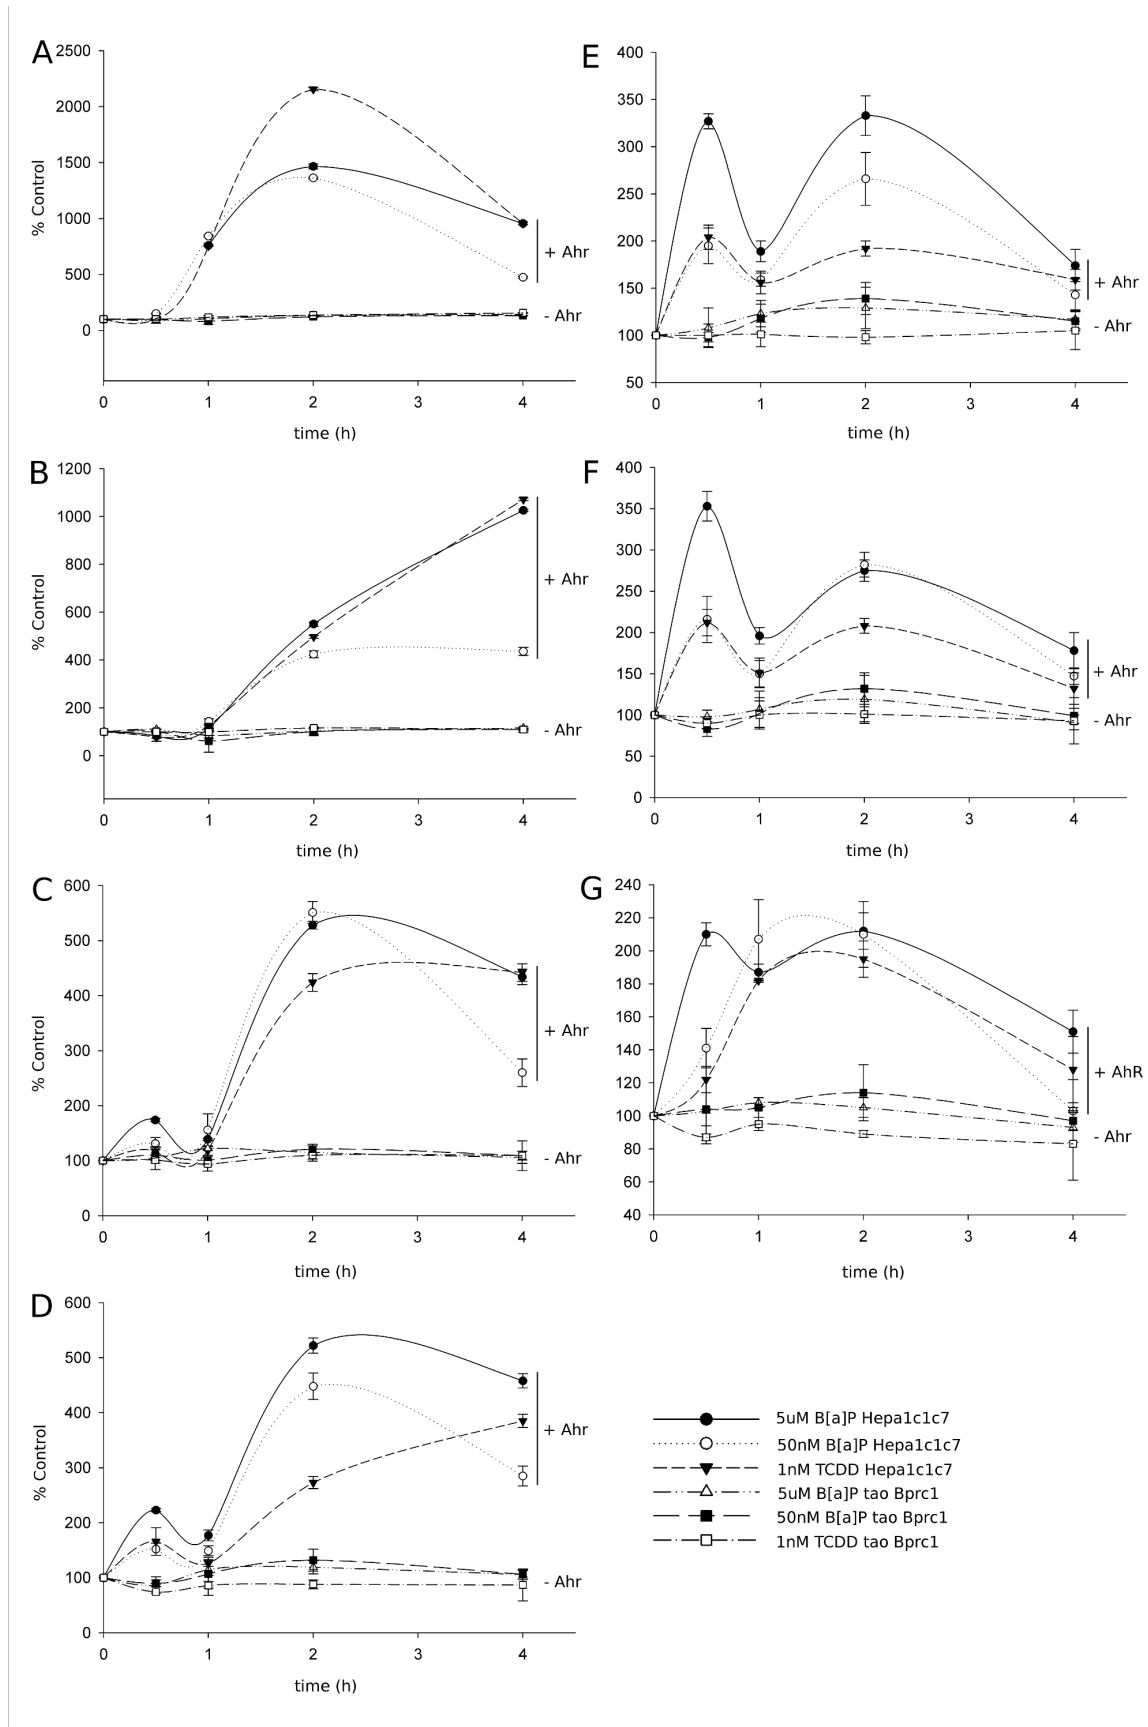 A
2500
2000
1500
1000
500
0
% Control
+ Ahr
- Ahr
0 1 2 3 4
time (h)
E
400
350
300
250
200
150
100
50
+ Ahr
- Ahr
0 1 2 3 4
time (h)
B
1200
1000
800
600
400
200
0
% Control
+ Ahr
- Ahr
0 1 2 3 4
time (h)
F
400
350
300
250
200
150
100
50
0
+ Ahr
- Ahr
0 1 2 3 4
time (h)
C
600
500
400
300
200
100
0
% Control
+ Ahr
- Ahr
0 1 2 3 4
time (h)
G
240
220
200
180
160
140
120
100
80
60
40
+ AhR
- Ahr
0 1 2 3 4
time (h)
D
600
500
400
300
200
100
0
% Control
+ Ahr
- Ahr
0 1 2 3 4
time (h)
5uM B[a]P Hepa1c1c7
50nM B[a]P Hepa1c1c7
1nM TCDD Hepa1c1c7
5uM B[a]P tao Bprc1
50nM B[a]P tao Bprc1
1nM TCDD tao Bprc1